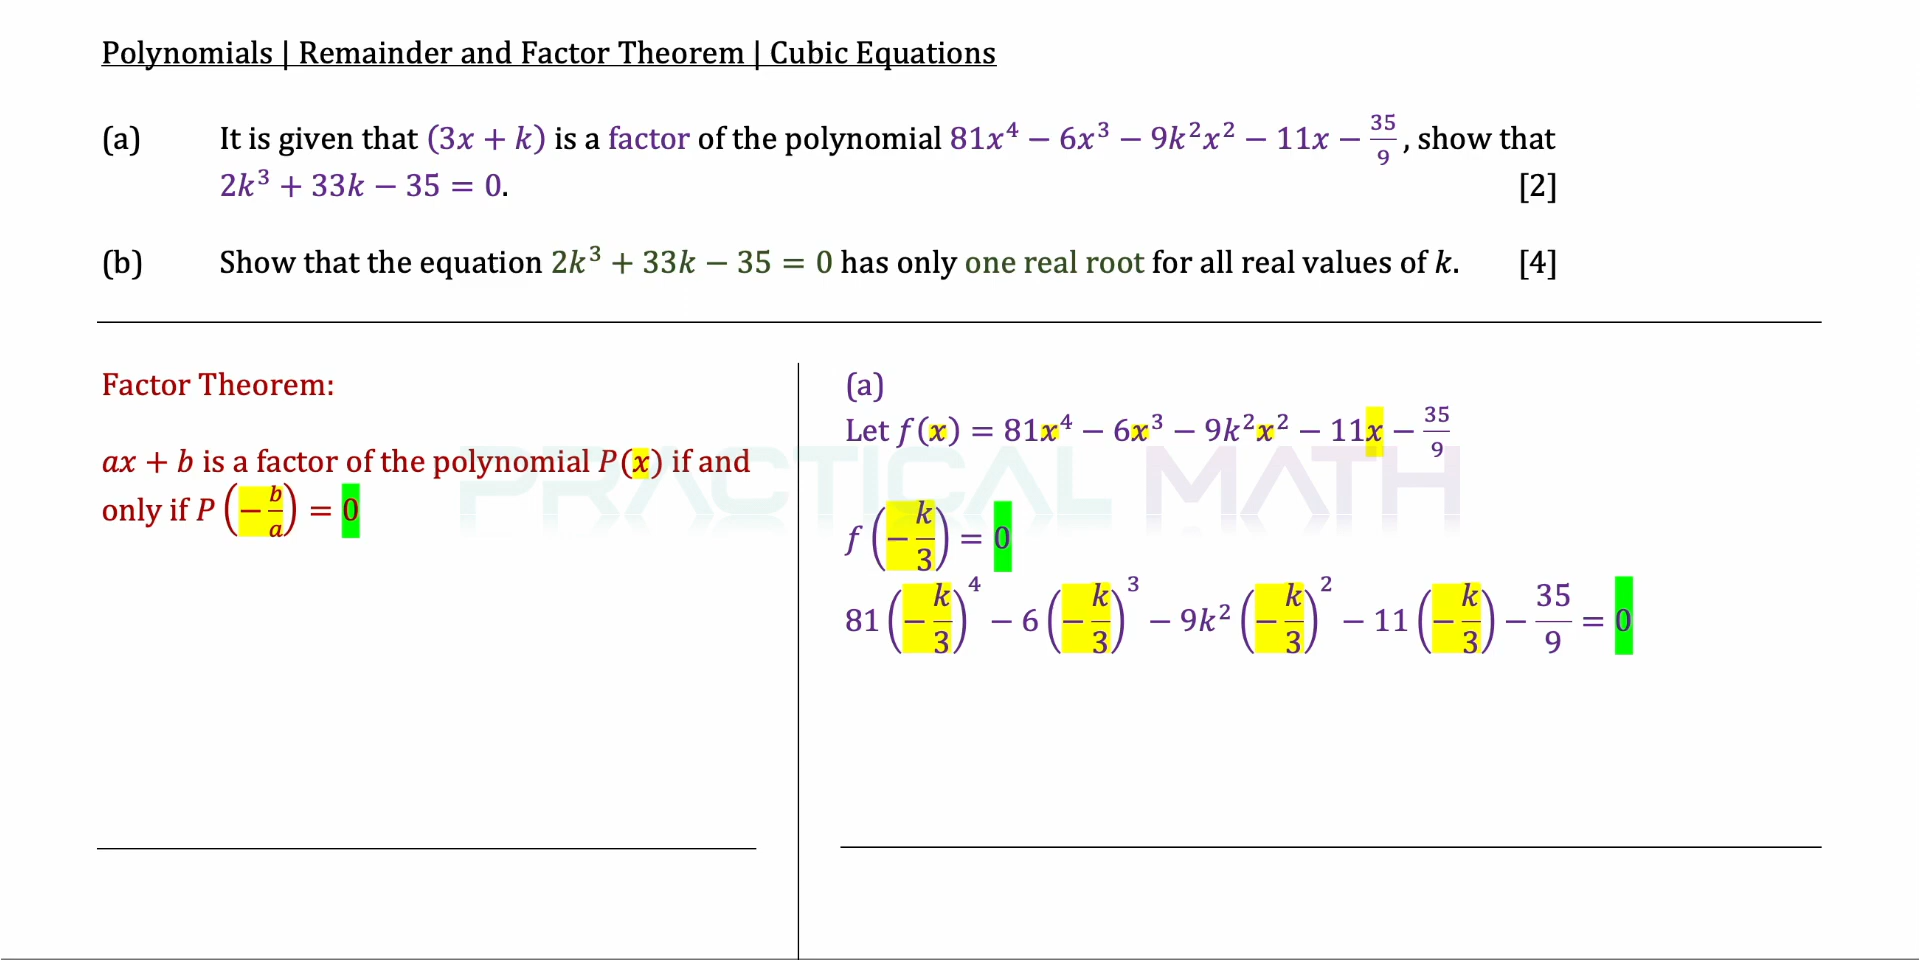 Polynomials | Remainder and Factor Theorem | Cubic Equations
(a) It is given that (3x + k) is a factor of the polynomial 81x⁴ − 6x³ − 9k²x² − 11x − 35/9, show that
2k³ + 33k − 35 = 0. [2]
(b) Show that the equation 2k³ + 33k − 35 = 0 has only one real root for all real values of k. [4]
Factor Theorem:
ax + b is a factor of the polynomial P(x) if and
only if P(−b/a) = 0
(a)
Let f(x) = 81x⁴ − 6x³ − 9k²x² − 11x − 35/9
f(−k/3) = 0
81(−k/3)⁴ − 6(−k/3)³ − 9k²(−k/3)² − 11(−k/3) − 35/9 = 0
PRACTICAL MATH